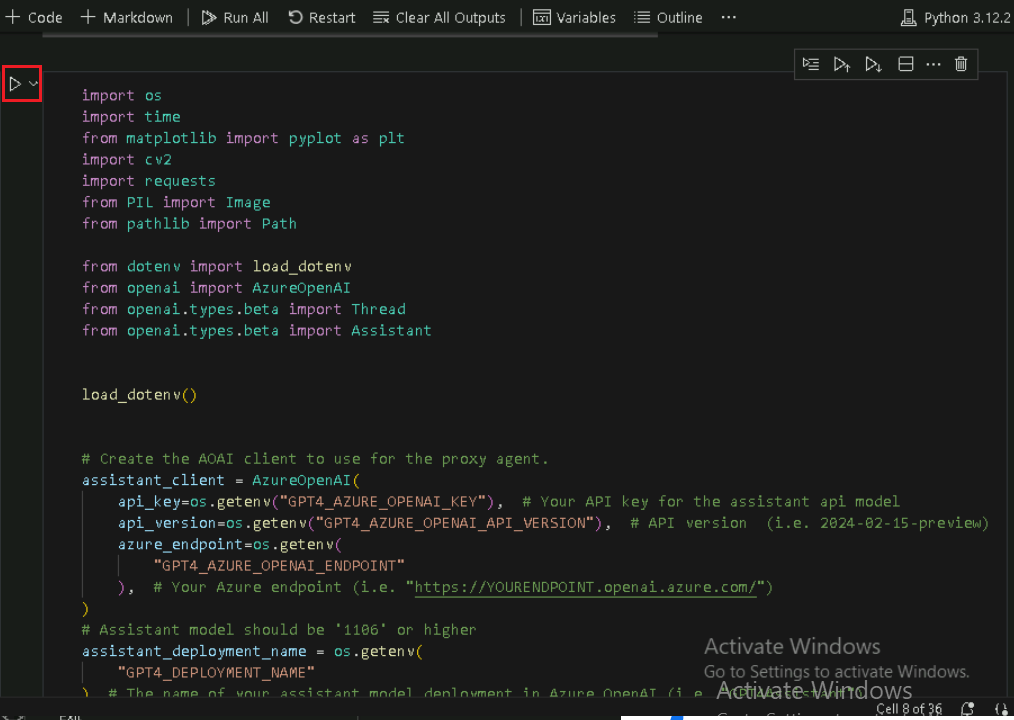 + Code + Markdown Run All Restart Clear All Outputs Variables Outline ··· Python 3.12.2
import os
import time
from matplotlib import pyplot as plt
import cv2
import requests
from PIL import Image
from pathlib import Path
from dotenv import load_dotenv
from openai import AzureOpenAI
from openai.types.beta import Thread
from openai.types.beta import Assistant
load_dotenv()
# Create the AOAI client to use for the proxy agent.
assistant_client = AzureOpenAI(
api_key=os.getenv("GPT4_AZURE_OPENAI_KEY"), # Your API key for the assistant api model
api_version=os.getenv("GPT4_AZURE_OPENAI_API_VERSION"), # API version (i.e. 2024-02-15-preview)
azure_endpoint=os.getenv(
"GPT4_AZURE_OPENAI_ENDPOINT"
), # Your Azure endpoint (i.e. "https://YOURENDPOINT.openai.azure.com/")
)
# Assistant model should be '1106' or higher
assistant_deployment_name = os.getenv(
"GPT4_DEPLOYMENT_NAME"
) # The name of your assistant model deployment in Azure OpenAI (i.e.
Activate Windows
Go to Settings to activate Windows.
Activate Windows
Cell 8 of 36